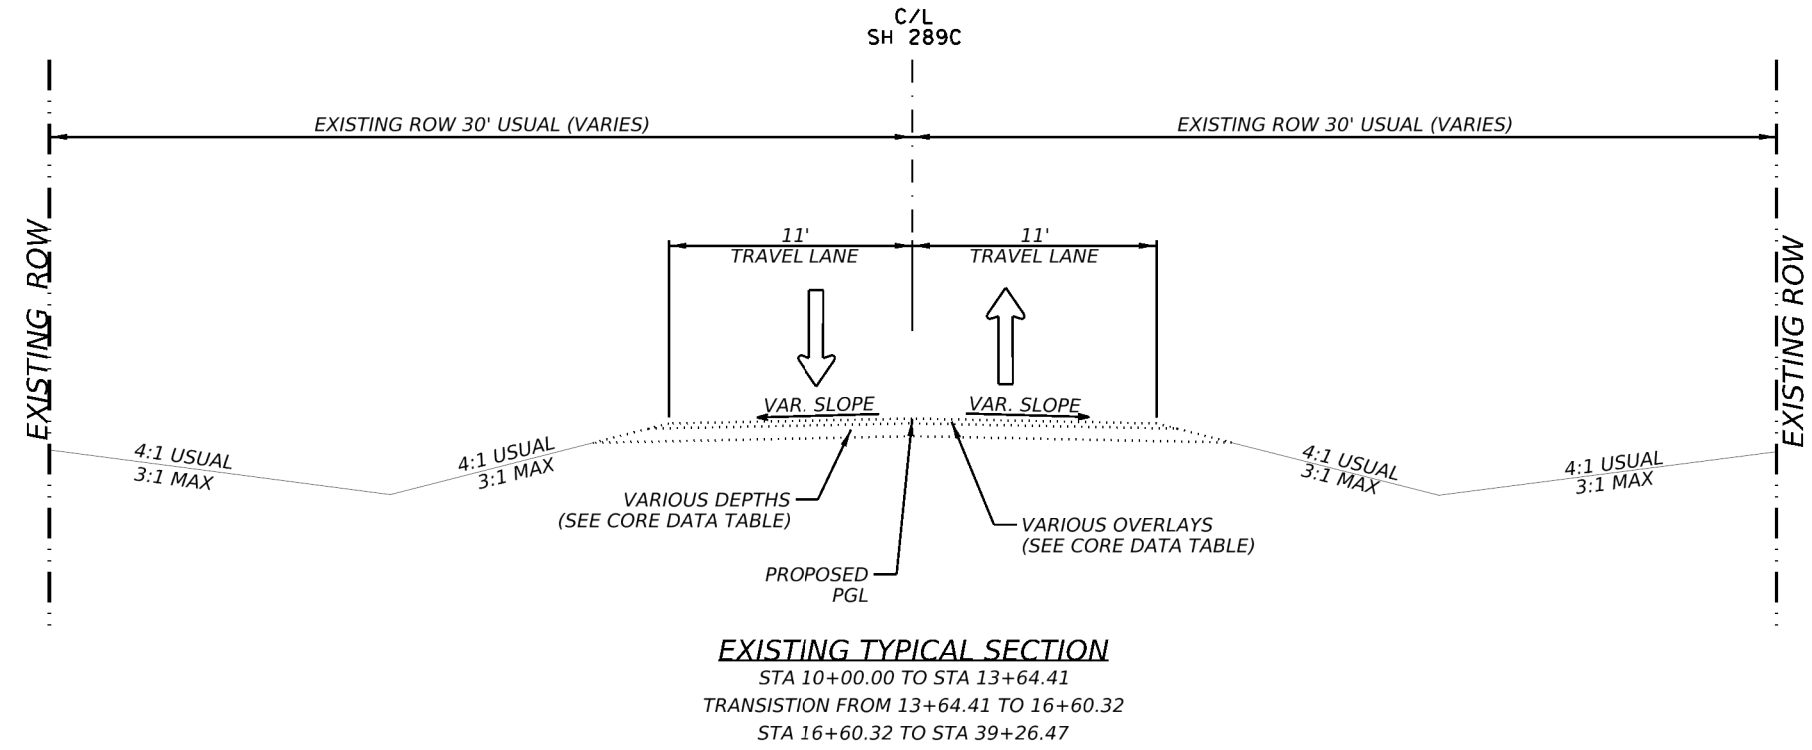 C/L
SH 289C
EXISTING ROW 30' USUAL (VARIES)
EXISTING ROW 30' USUAL (VARIES)
EXISTING ROW
EXISTING ROW
11'
TRAVEL LANE
11'
TRAVEL LANE
VAR. SLOPE
VAR. SLOPE
4:1 USUAL
3:1 MAX
4:1 USUAL
3:1 MAX
4:1 USUAL
3:1 MAX
4:1 USUAL
3:1 MAX
VARIOUS DEPTHS
(SEE CORE DATA TABLE)
VARIOUS OVERLAYS
(SEE CORE DATA TABLE)
PROPOSED
PGL
EXISTING TYPICAL SECTION
STA 10+00.00 TO STA 13+64.41
TRANSISTION FROM 13+64.41 TO 16+60.32
STA 16+60.32 TO STA 39+26.47